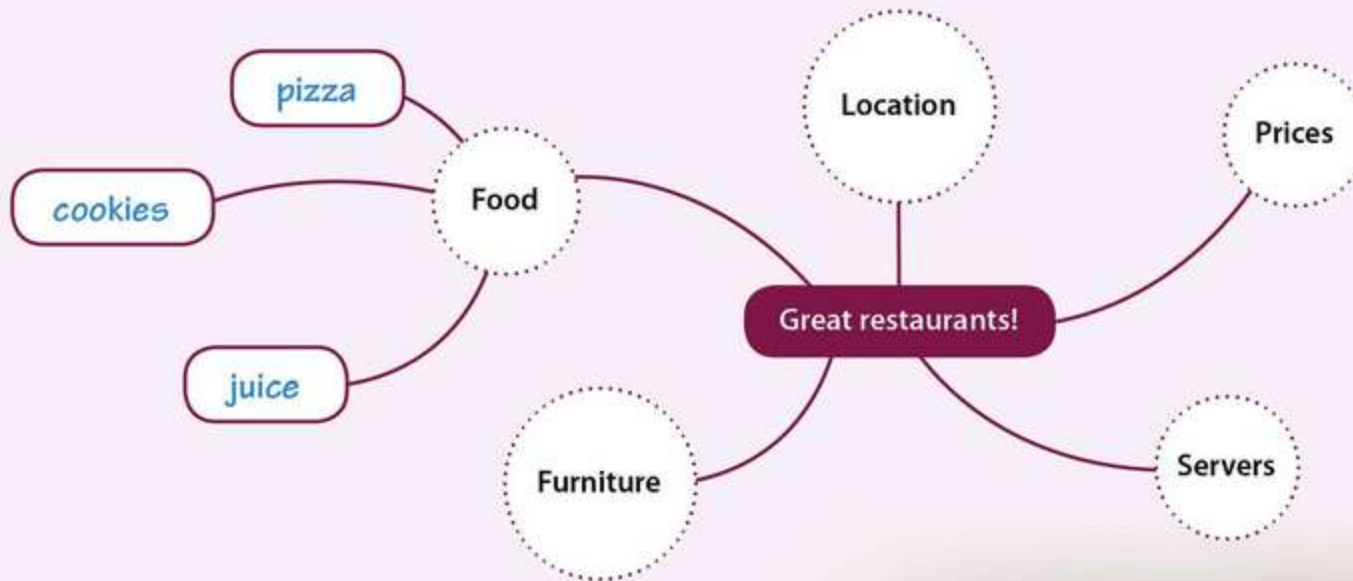 pizza
Location
Prices
cookies
Food
Great restaurants!
juice
Furniture
Servers